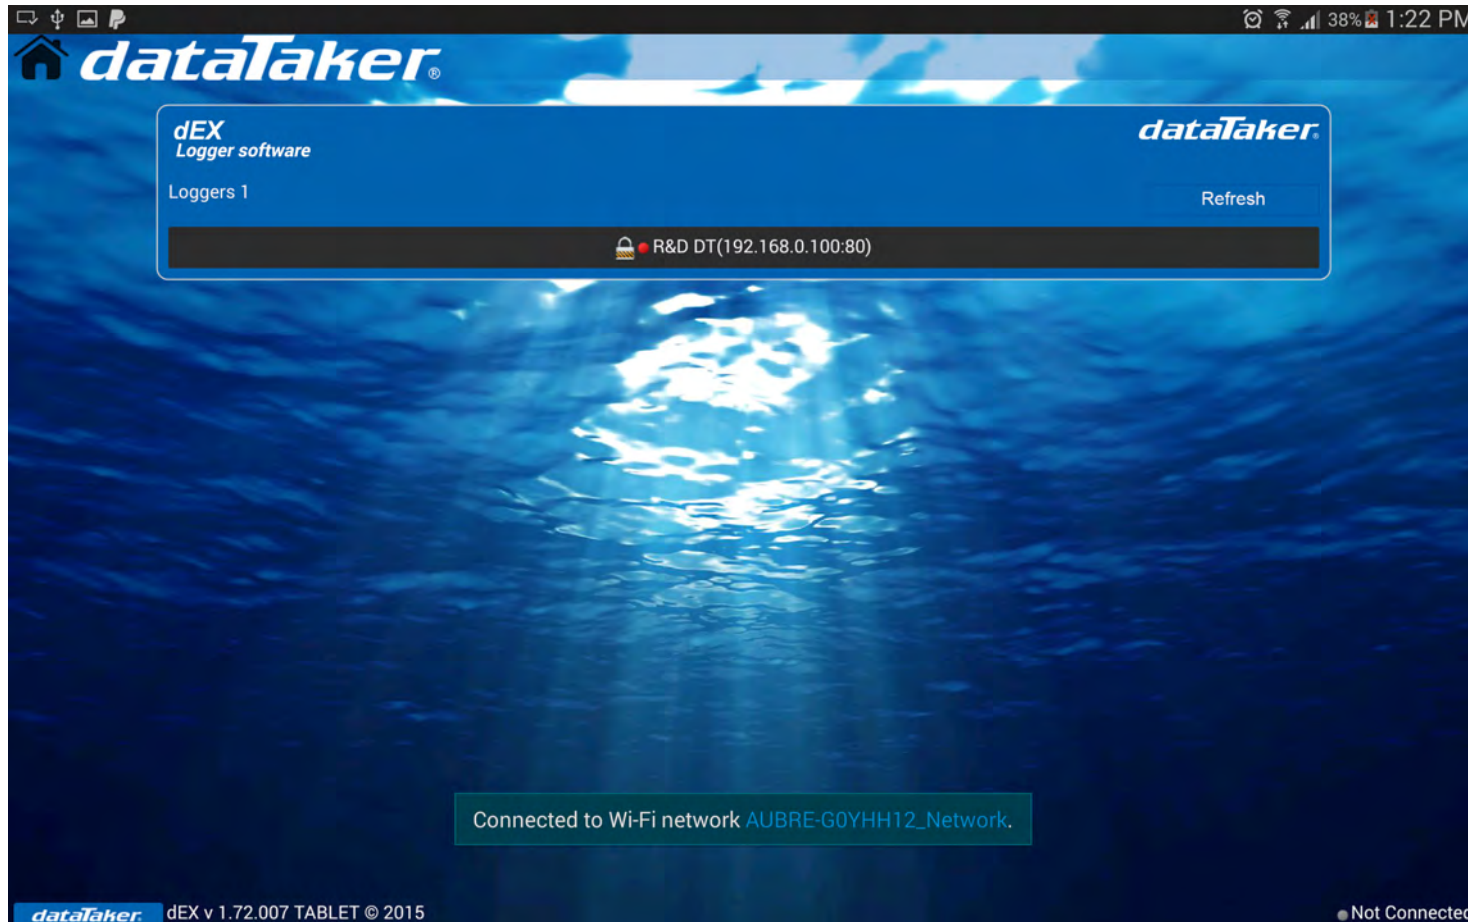 38% 1:22 PM
dataTaker®
dEX
Logger software
dataTaker®
Loggers 1
Refresh
R&D DT(192.168.0.100:80)
Connected to Wi-Fi network AUBRE-G0YHH12_Network.
dataTaker. dEX v 1.72.007 TABLET © 2015
Not Connected